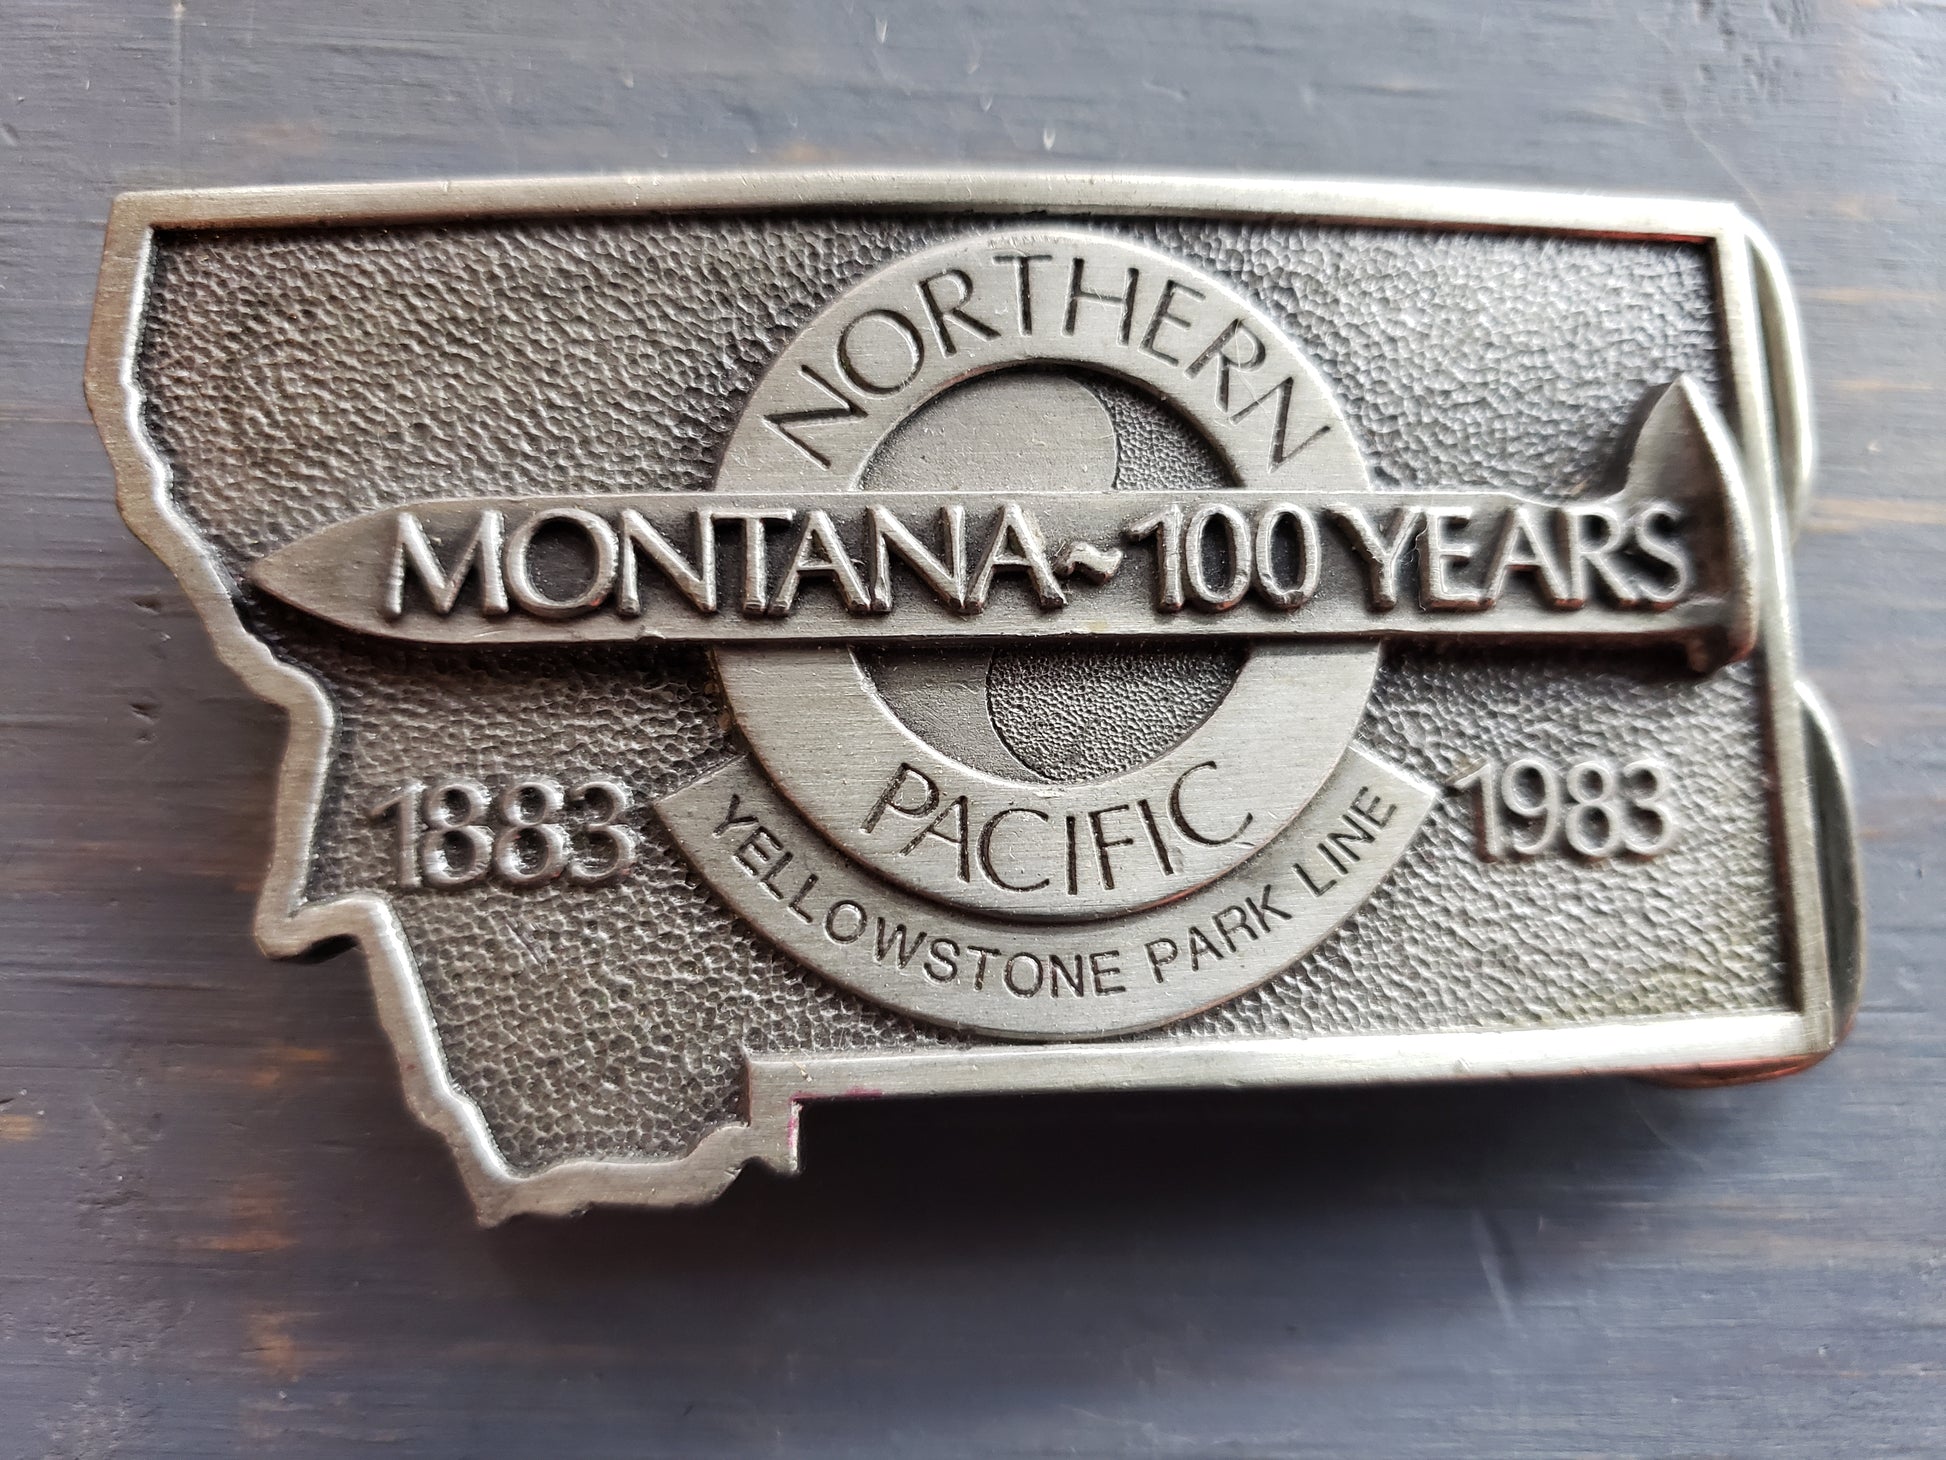 NORTHERN
MONTANA~100 YEARS
1883
1983
PACIFIC
YELLOWSTONE PARK LINE